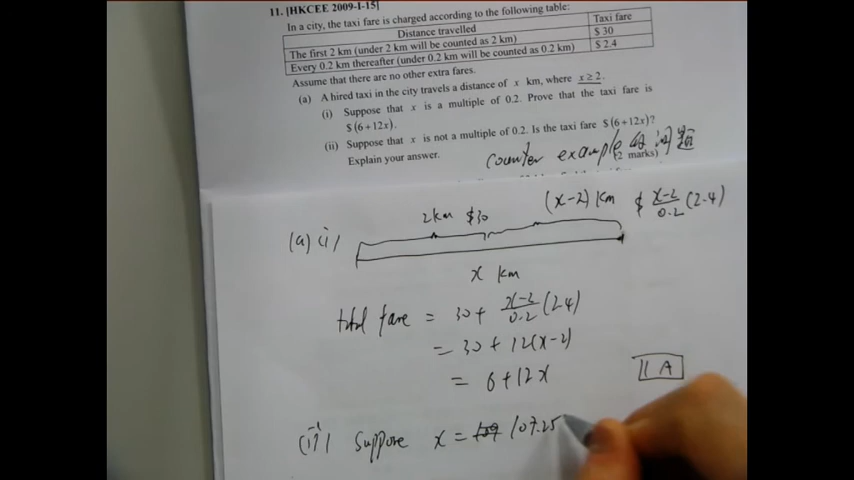 11. [HKCEE 2009-I-15]
In a city, the taxi fare is charged according to the following table:
Distance travelled Taxi fare
The first 2 km (under 2 km will be counted as 2 km) $ 30
Every 0.2 km thereafter (under 0.2 km will be counted as 0.2 km) $ 2.4
Assume that there are no other extra fares.
(a) A hired taxi in the city travels a distance of x km, where x ≥ 2.
(i) Suppose that x is a multiple of 0.2. Prove that the taxi fare is
$(6+12x).
(ii) Suppose that x is not a multiple of 0.2. Is the taxi fare $(6+12x)?
Explain your answer.
(2 marks)
counter example 的 问 题
2km $30 (x-2) km $ x-2/0.2 (2.4)
(a) (i)
x km
total fare = 30 + x-2/0.2 (2.4)
= 30 + 12(x-2)
= 6+12x
11 A
(ii) Suppose x = 107.25